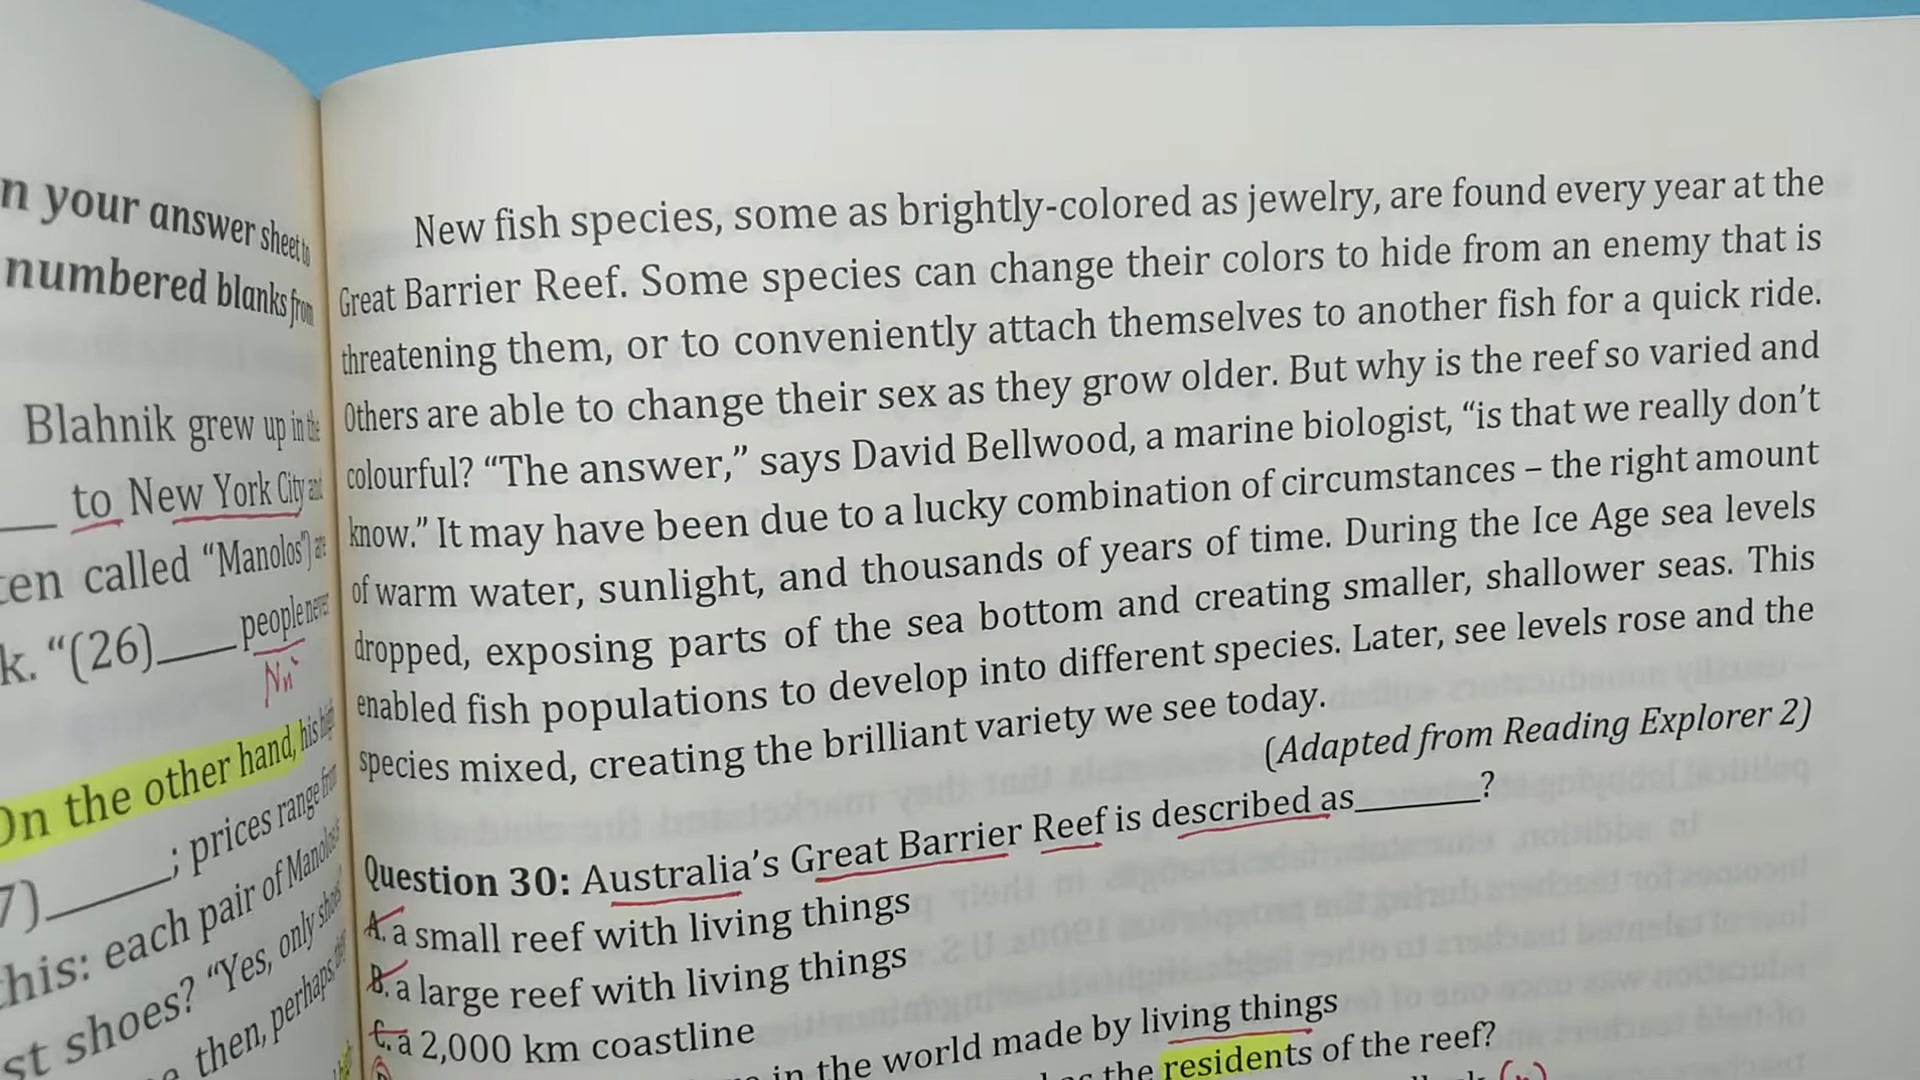 n your answer sheet to
numbered blanks from
Blahnik grew up in the
to New York City and
ten called “Manolos”) are
k. “(26)____people never
On the other hand, his high
7)______; prices range from
his: each pair of Manolos
st shoes? “Yes, only shoes
then, perhaps,
New fish species, some as brightly-colored as jewelry, are found every year at the
Great Barrier Reef. Some species can change their colors to hide from an enemy that is
threatening them, or to conveniently attach themselves to another fish for a quick ride.
Others are able to change their sex as they grow older. But why is the reef so varied and
colourful? “The answer,” says David Bellwood, a marine biologist, “is that we really don’t
know.” It may have been due to a lucky combination of circumstances – the right amount
of warm water, sunlight, and thousands of years of time. During the Ice Age sea levels
dropped, exposing parts of the sea bottom and creating smaller, shallower seas. This
enabled fish populations to develop into different species. Later, see levels rose and the
species mixed, creating the brilliant variety we see today.
(Adapted from Reading Explorer 2)
Question 30: Australia’s Great Barrier Reef is described as_______?
A. a small reef with living things
B. a large reef with living things
C. a 2,000 km coastline
in the world made by living things
the residents of the reef?